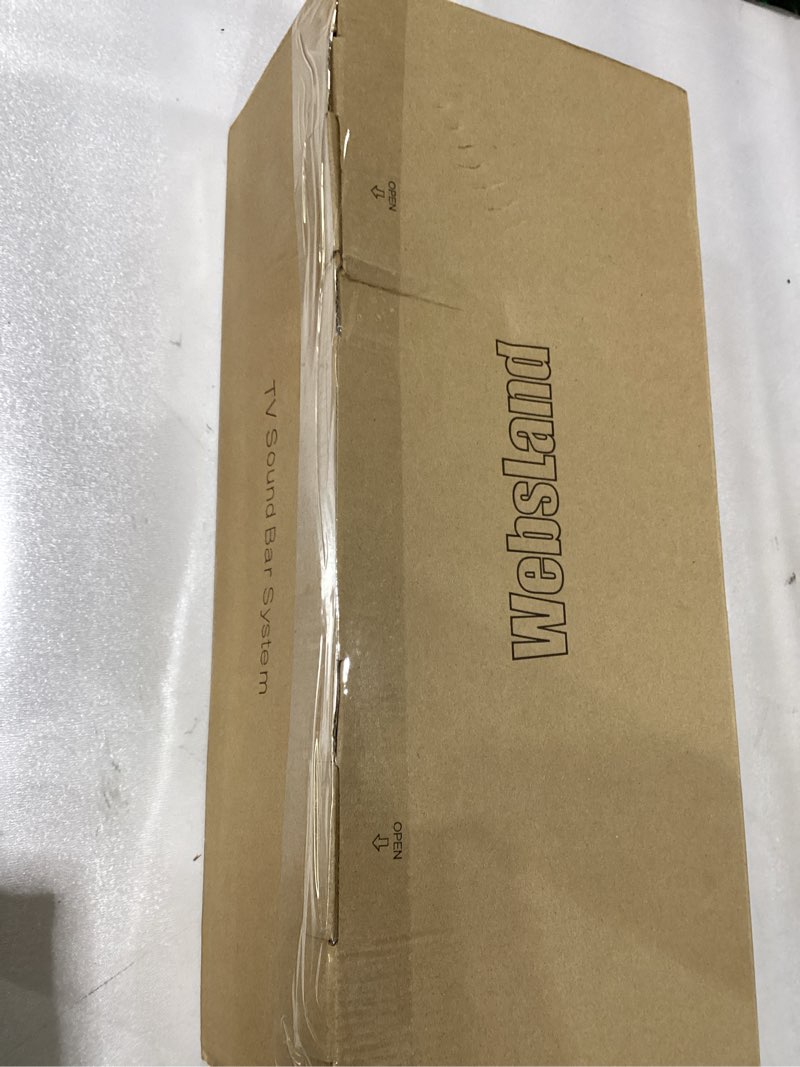 OPEN
WebsLand
TV Sound Bar System
OPEN